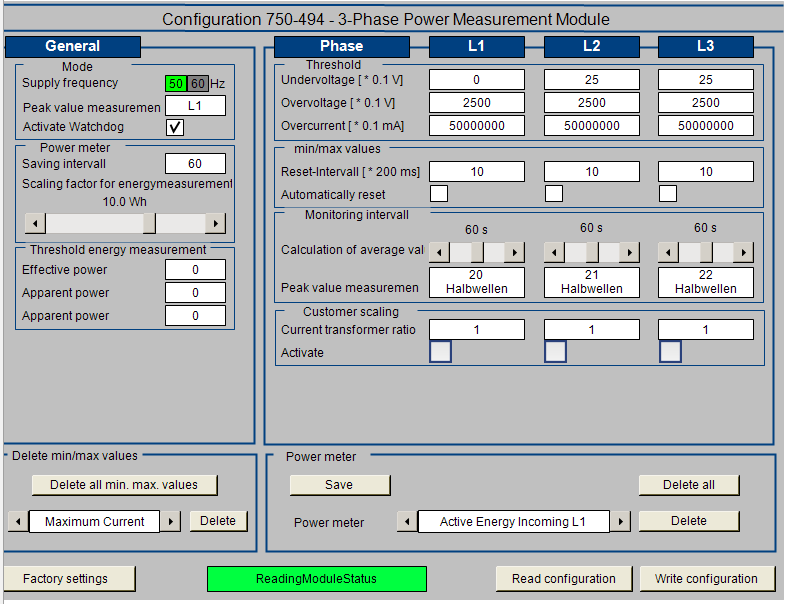 Configuration 750-494 - 3-Phase Power Measurement Module
General
Mode
Supply frequency 50 60 Hz
Peak value measuremen L1
Activate Watchdog
Power meter
Saving intervall 60
Scaling factor for energymeasurement
10.0 Wh
Threshold energy measurement
Effective power 0
Apparent power 0
Apparent power 0
Phase L1 L2 L3
Threshold
Undervoltage [ * 0.1 V] 0 25 25
Overvoltage [ * 0.1 V] 2500 2500 2500
Overcurrent [ * 0.1 mA] 50000000 50000000 50000000
min/max values
Reset-Intervall [ * 200 ms] 10 10 10
Automatically reset
Monitoring intervall
60 s 60 s 60 s
Calculation of average val
20 21 22
Peak value measuremen Halbwellen Halbwellen Halbwellen
Customer scaling
Current transformer ratio 1 1 1
Activate
Delete min/max values
Delete all min. max. values
Maximum Current Delete
Power meter
Save Delete all
Power meter Active Energy Incoming L1 Delete
Factory settings ReadingModuleStatus Read configuration Write configuration